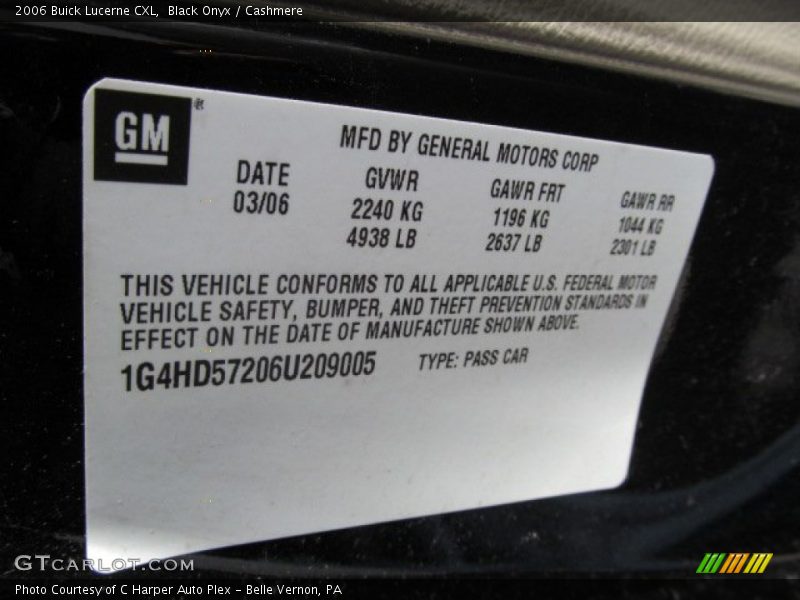 2006 Buick Lucerne CXL,  Black Onyx / Cashmere
GM®
MFD BY GENERAL MOTORS CORP
DATE GVWR GAWR FRT GAWR RR
03/06 2240 KG 1196 KG 1044 KG
4938 LB 2637 LB 2301 LB
THIS VEHICLE CONFORMS TO ALL APPLICABLE U.S. FEDERAL MOTOR
VEHICLE SAFETY, BUMPER, AND THEFT PREVENTION STANDARDS IN
EFFECT ON THE DATE OF MANUFACTURE SHOWN ABOVE.
1G4HD57206U209005 TYPE: PASS CAR
GTCARLOT.COM
Photo Courtesy of C Harper Auto Plex – Belle Vernon, PA